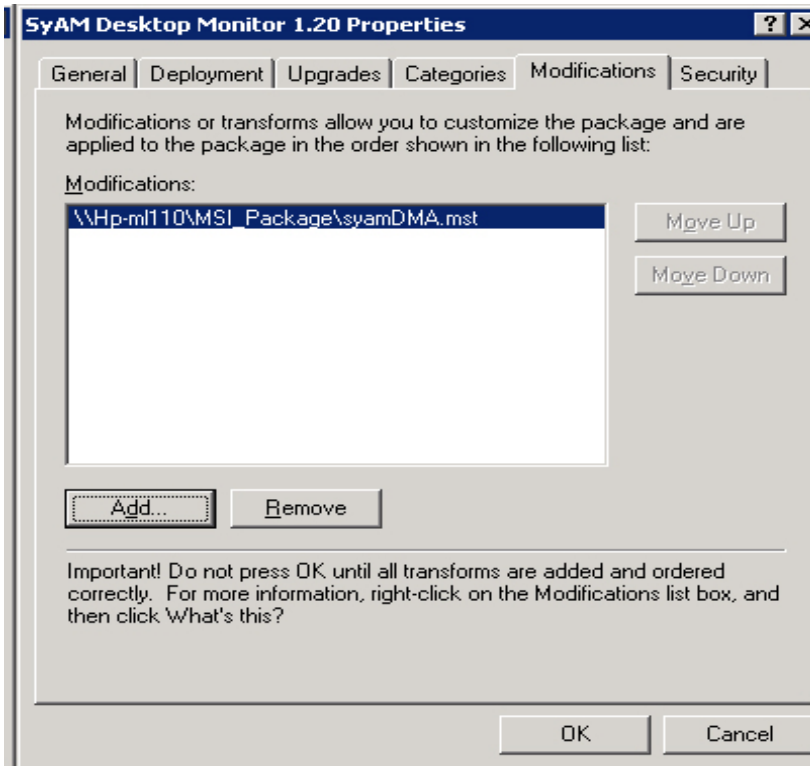 SyAM Desktop Monitor 1.20 Properties
General Deployment Upgrades Categories Modifications Security
Modifications or transforms allow you to customize the package and are
applied to the package in the order shown in the following list:
Modifications:
\\Hp-ml110\MSI_Package\syamDMA.mst
Move Up
Move Down
Add... Remove
Important! Do not press OK until all transforms are added and ordered
correctly. For more information, right-click on the Modifications list box, and
then click What's this?
OK Cancel